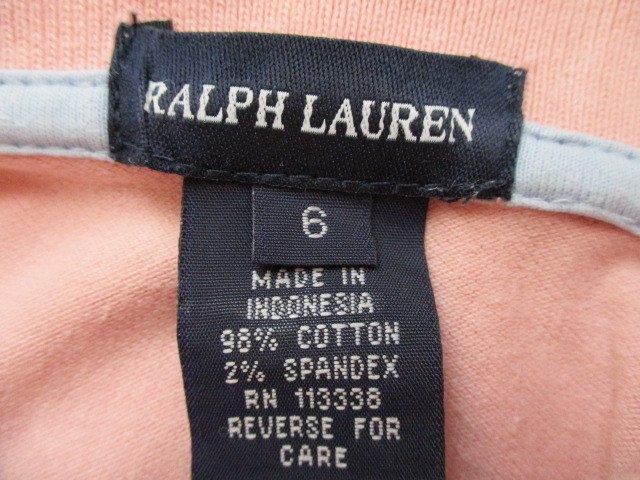 RALPH LAUREN
6
MADE IN
INDONESIA
98% COTTON
2% SPANDEX
RN 113338
REVERSE FOR
CARE